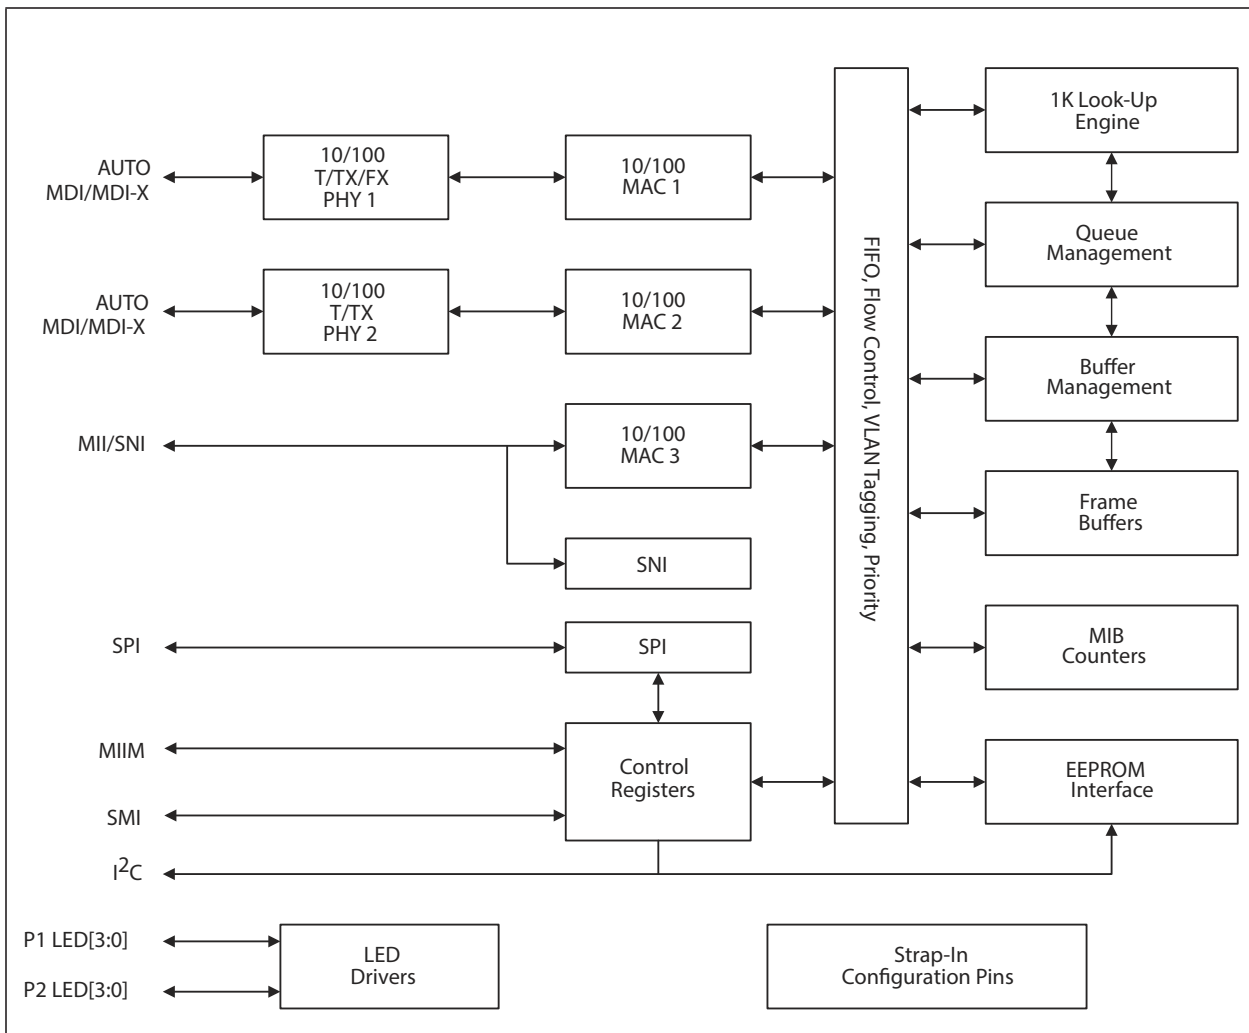 AUTO
MDI/MDI-X
10/100
T/TX/FX
PHY 1
10/100
MAC 1
AUTO
MDI/MDI-X
10/100
T/TX
PHY 2
10/100
MAC 2
MII/SNI
10/100
MAC 3
SNI
SPI
SPI
MIIM
SMI
Control
Registers
I²C
P1 LED[3:0]
P2 LED[3:0]
LED
Drivers
FIFO, Flow Control, VLAN Tagging, Priority
1K Look-Up
Engine
Queue
Management
Buffer
Management
Frame
Buffers
MIB
Counters
EEPROM
Interface
Strap-In
Configuration Pins